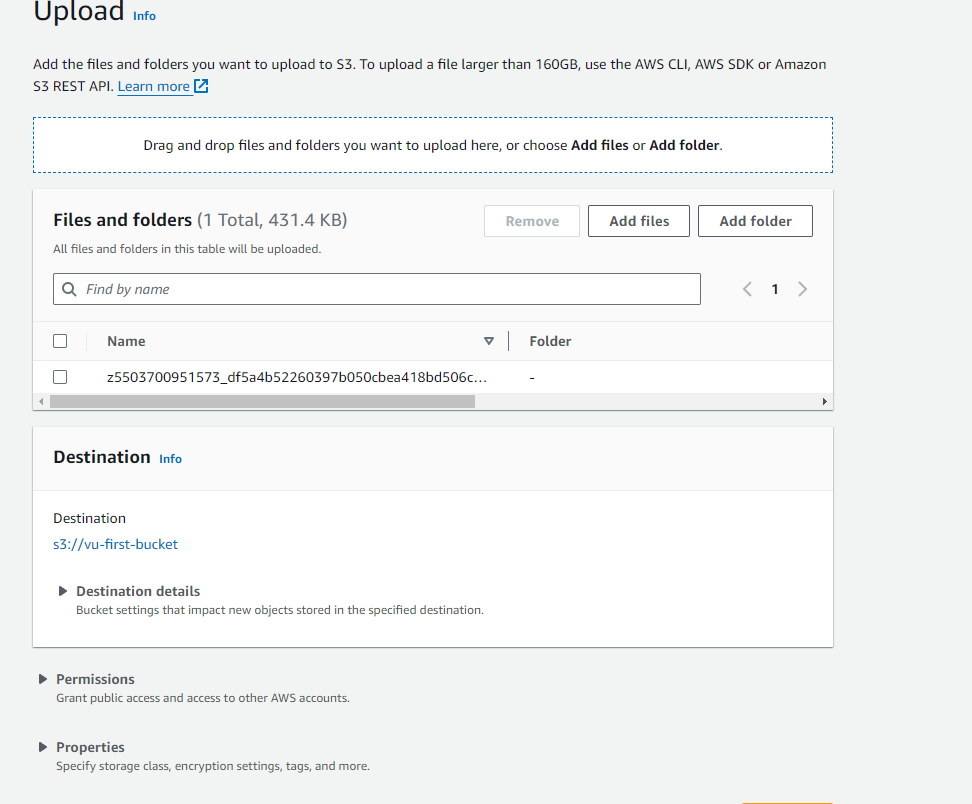 Upload Info
Add the files and folders you want to upload to S3. To upload a file larger than 160GB, use the AWS CLI, AWS SDK or Amazon
S3 REST API. Learn more
Drag and drop files and folders you want to upload here, or choose Add files or Add folder.
Files and folders (1 Total, 431.4 KB)
Remove
Add files
Add folder
All files and folders in this table will be uploaded.
Find by name
1
Name
Folder
z5503700951573_df5a4b52260397b050cbea418bd506c...
-
Destination Info
Destination
s3://vu-first-bucket
Destination details
Bucket settings that impact new objects stored in the specified destination.
Permissions
Grant public access and access to other AWS accounts.
Properties
Specify storage class, encryption settings, tags, and more.